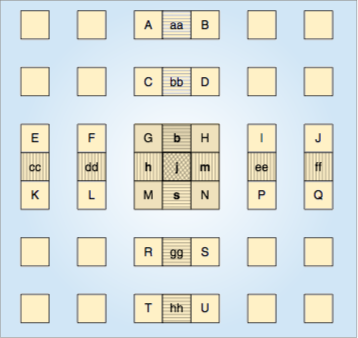 A aa B
C bb D
E F G b H I J
cc dd h j m ee ff
K L M s N P Q
R gg S
T hh U